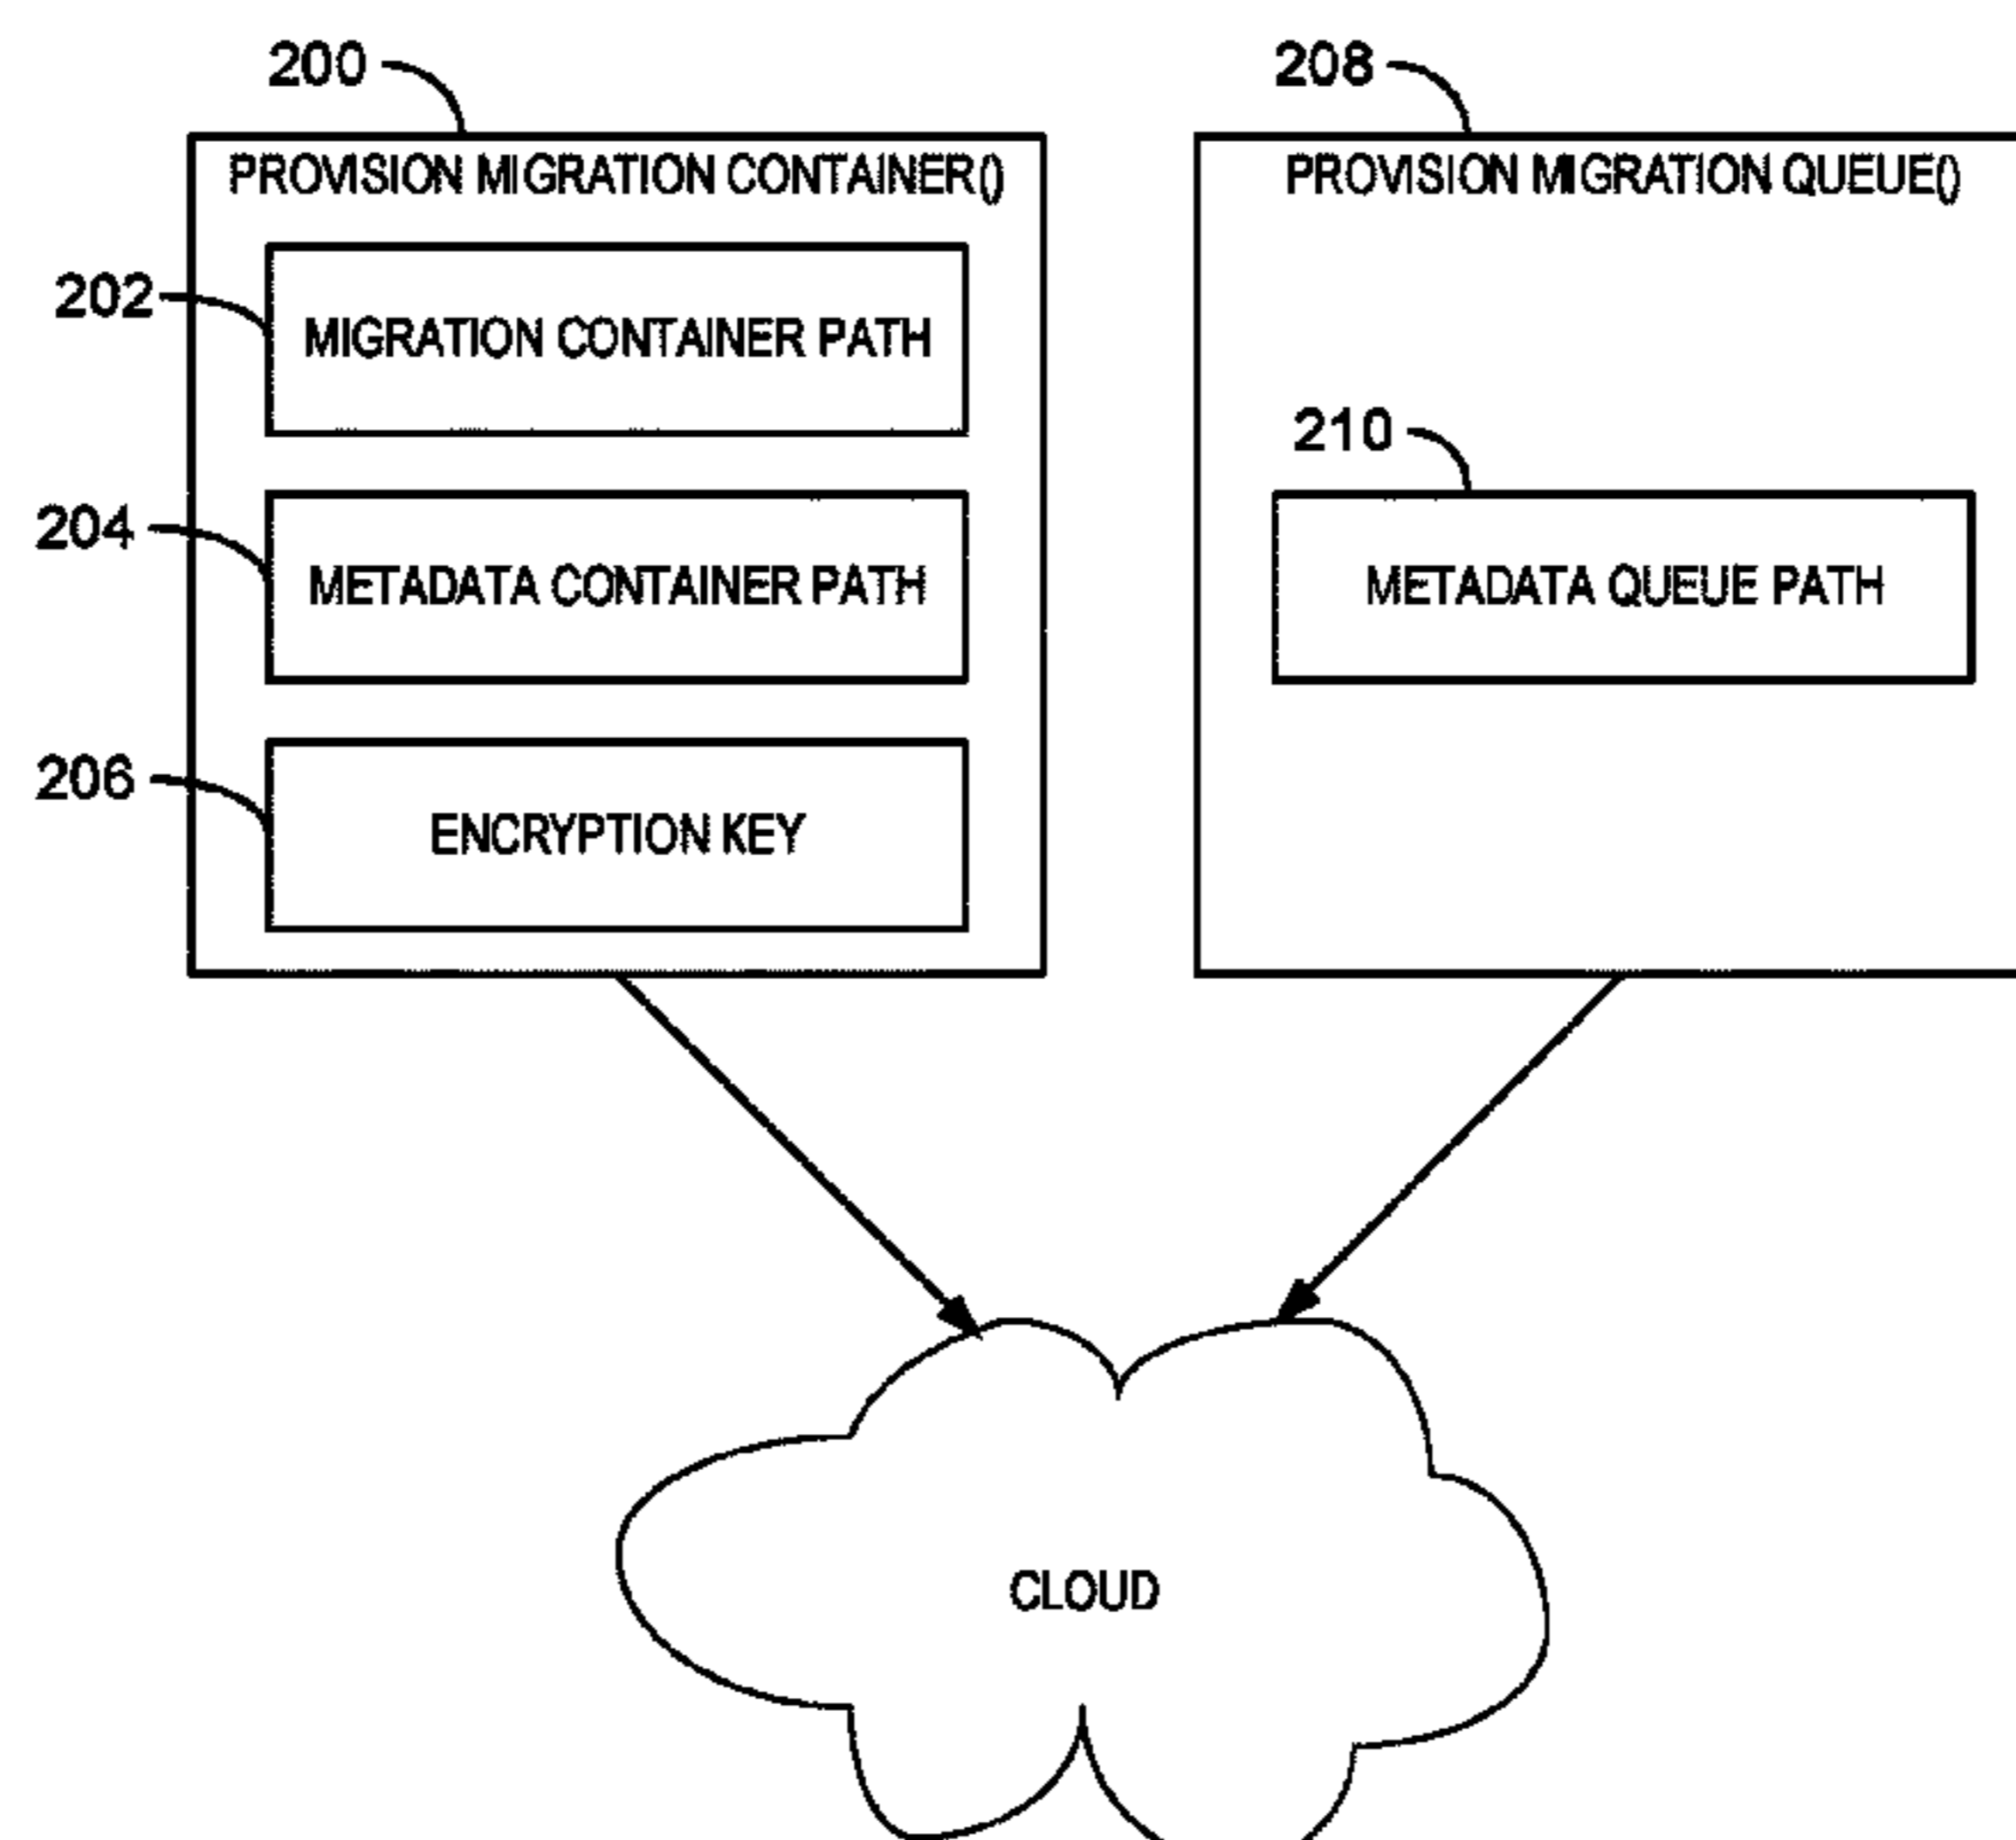 200
PROVISION MIGRATION CONTAINER()
202
MIGRATION CONTAINER PATH
204
METADATA CONTAINER PATH
206
ENCRYPTION KEY
208
PROVISION MIGRATION QUEUE()
210
METADATA QUEUE PATH
CLOUD